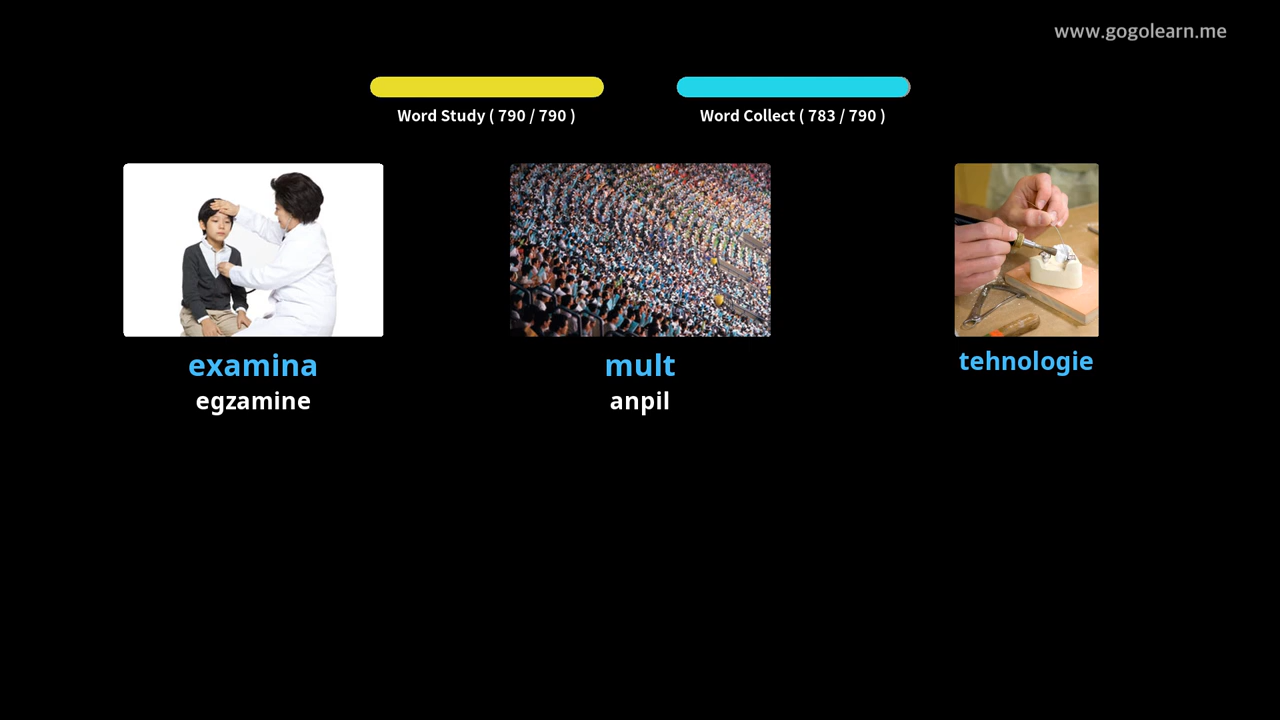 www.gogolearn.me
Word Study ( 790 / 790 )
Word Collect ( 783 / 790 )
examina
egzamine
mult
anpil
tehnologie